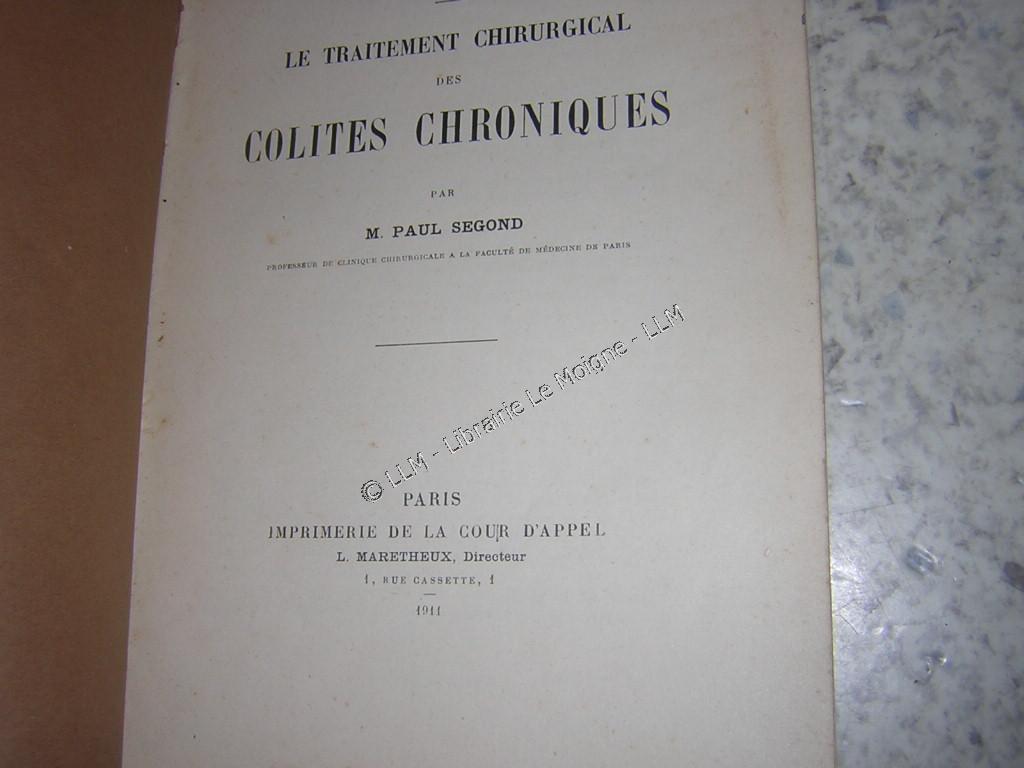 LE TRAITEMENT CHIRURGICAL
DES
COLITES CHRONIQUES
PAR
M. PAUL SEGOND
PROFESSEUR DE CLINIQUE CHIRURGICALE A LA FACULTÉ DE MÉDECINE DE PARIS
© LLM - Librairie Le Moigne - LLM
PARIS
IMPRIMERIE DE LA COUR D'APPEL
L. MARETHEUX, Directeur
1, RUE CASSETTE, 1
1911